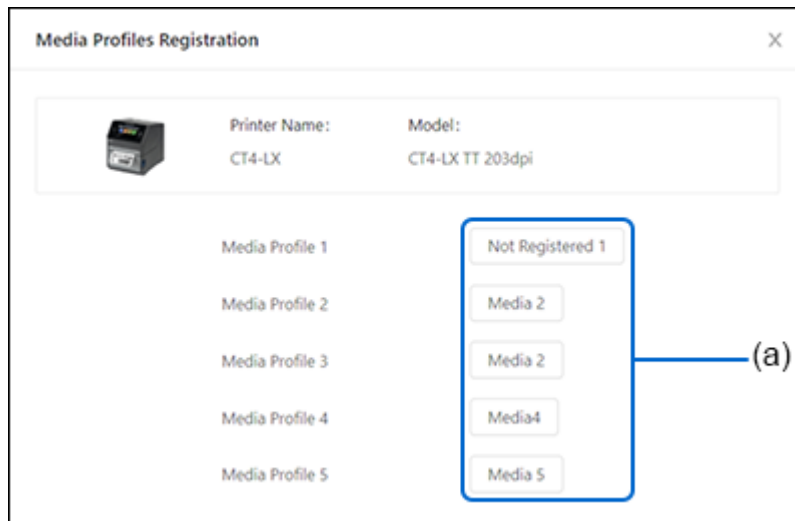 Media Profiles Registration
Printer Name: Model:
CT4-LX CT4-LX TT 203dpi
Media Profile 1 Not Registered 1
Media Profile 2 Media 2
Media Profile 3 Media 2
Media Profile 4 Media4
Media Profile 5 Media 5
(a)